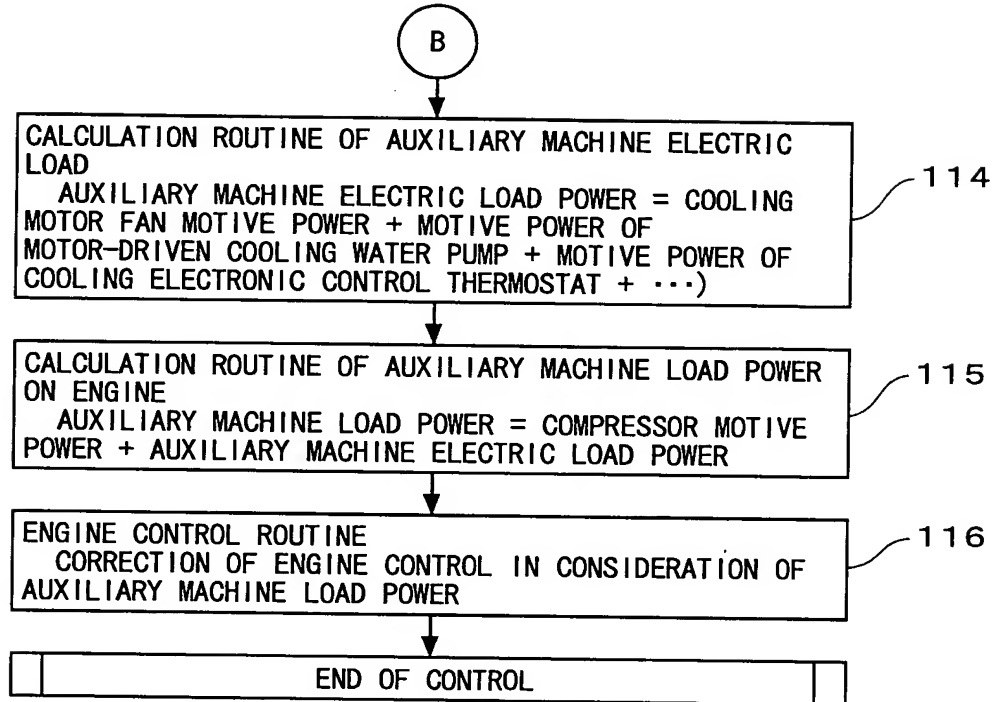 B
CALCULATION ROUTINE OF AUXILIARY MACHINE ELECTRIC
LOAD
AUXILIARY MACHINE ELECTRIC LOAD POWER = COOLING
MOTOR FAN MOTIVE POWER + MOTIVE POWER OF
MOTOR-DRIVEN COOLING WATER PUMP + MOTIVE POWER OF
COOLING ELECTRONIC CONTROL THERMOSTAT + ···)
114
CALCULATION ROUTINE OF AUXILIARY MACHINE LOAD POWER
ON ENGINE
AUXILIARY MACHINE LOAD POWER = COMPRESSOR MOTIVE
POWER + AUXILIARY MACHINE ELECTRIC LOAD POWER
115
ENGINE CONTROL ROUTINE
CORRECTION OF ENGINE CONTROL IN CONSIDERATION OF
AUXILIARY MACHINE LOAD POWER
116
END OF CONTROL